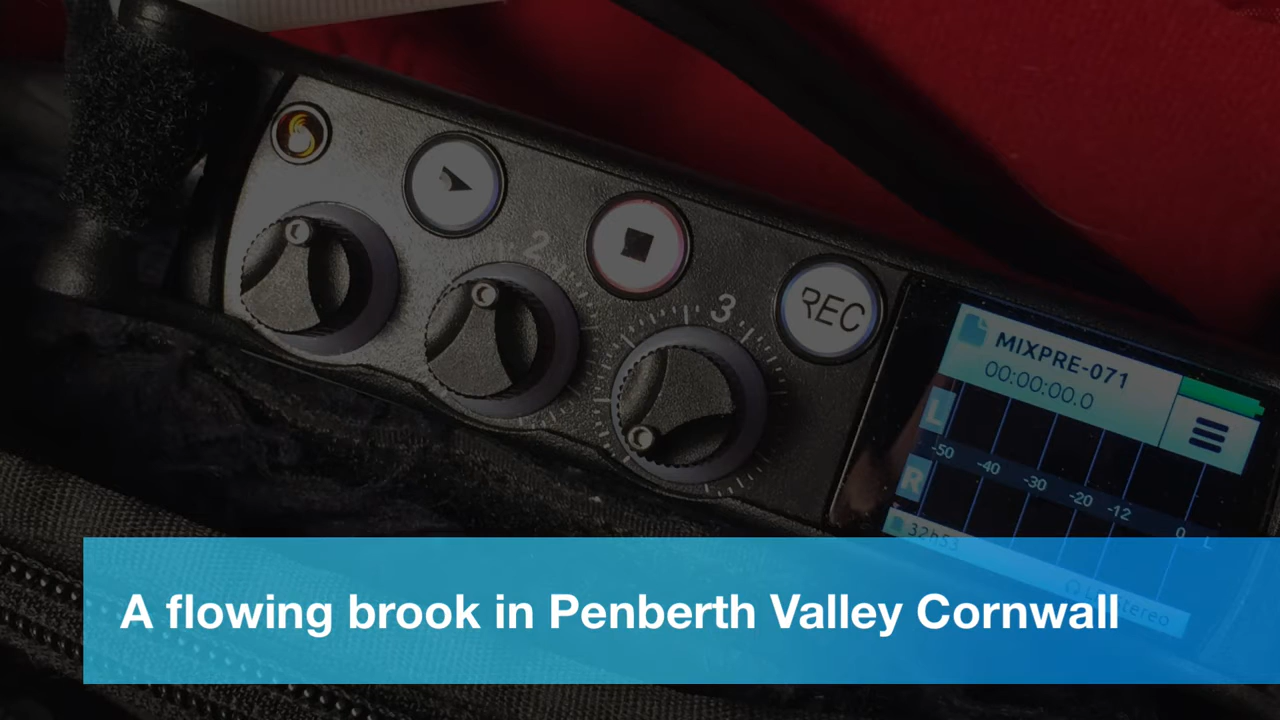 2
3
REC
MIXPRE-071
00:00:00.0
L
R
-50 -40 -30 -20 -12 0
32h53
A flowing brook in Penberth Valley Cornwall